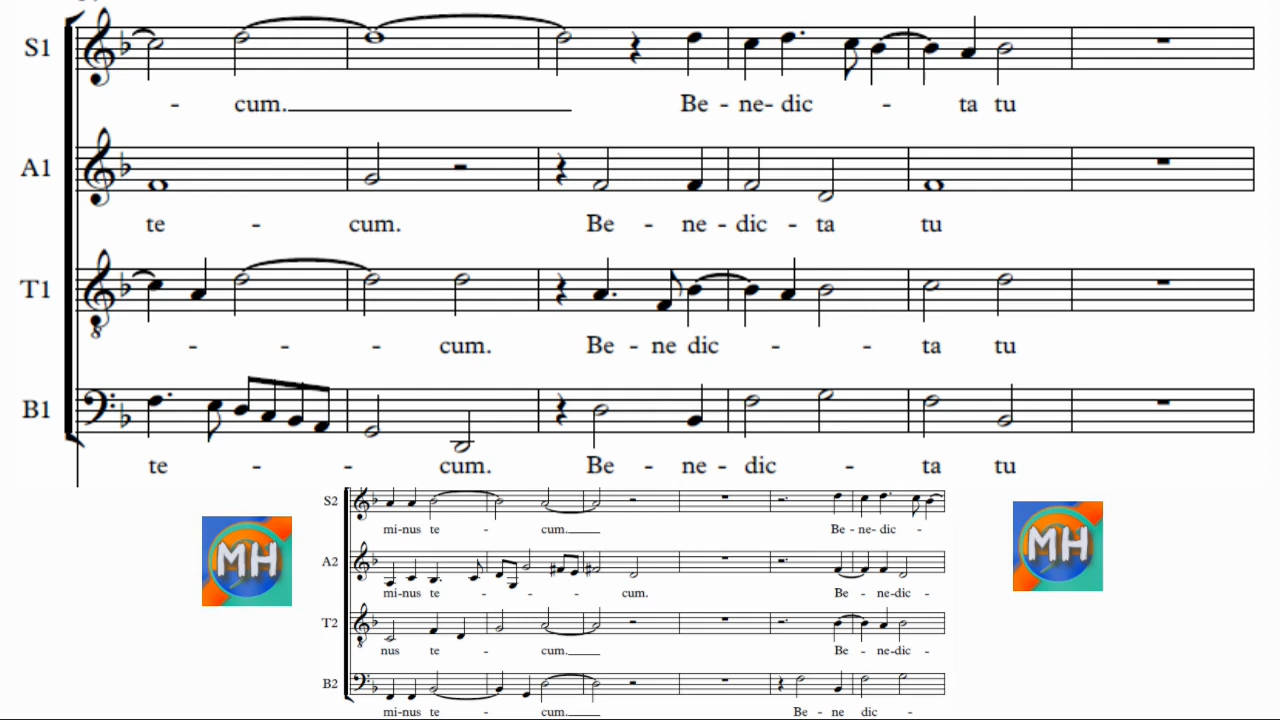 S1
- cum. Be - ne- dic - ta tu
A1
te - cum. Be - ne - dic - ta tu
T1
8
- - - cum. Be - ne dic - - ta tu
B1
te - - cum. Be - ne - dic - ta tu
S2
mi-nus te - cum. Be - ne- dic -
A2
mi-nus te - - - cum. Be - ne-dic -
T2
8
nus te - cum. Be - ne-dic -
B2
mi-nus te - cum. Be - ne dic -
MH
MH